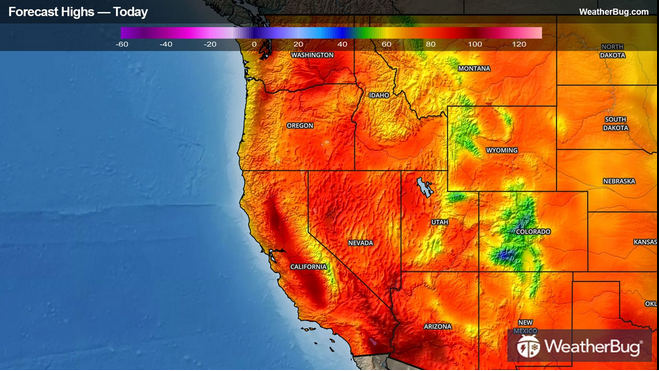 Forecast Highs — Today
WeatherBug.com
-60 -40 -20 0 20 40 60 80 100 120
WASHINGTON
MONTANA
NORTH
DAKOTA
IDAHO
OREGON
SOUTH
DAKOTA
WYOMING
NEBRASKA
UTAH
COLORADO
NEVADA
KANSAS
CALIFORNIA
OKL
ARIZONA
NEW
MEXICO
WeatherBug®